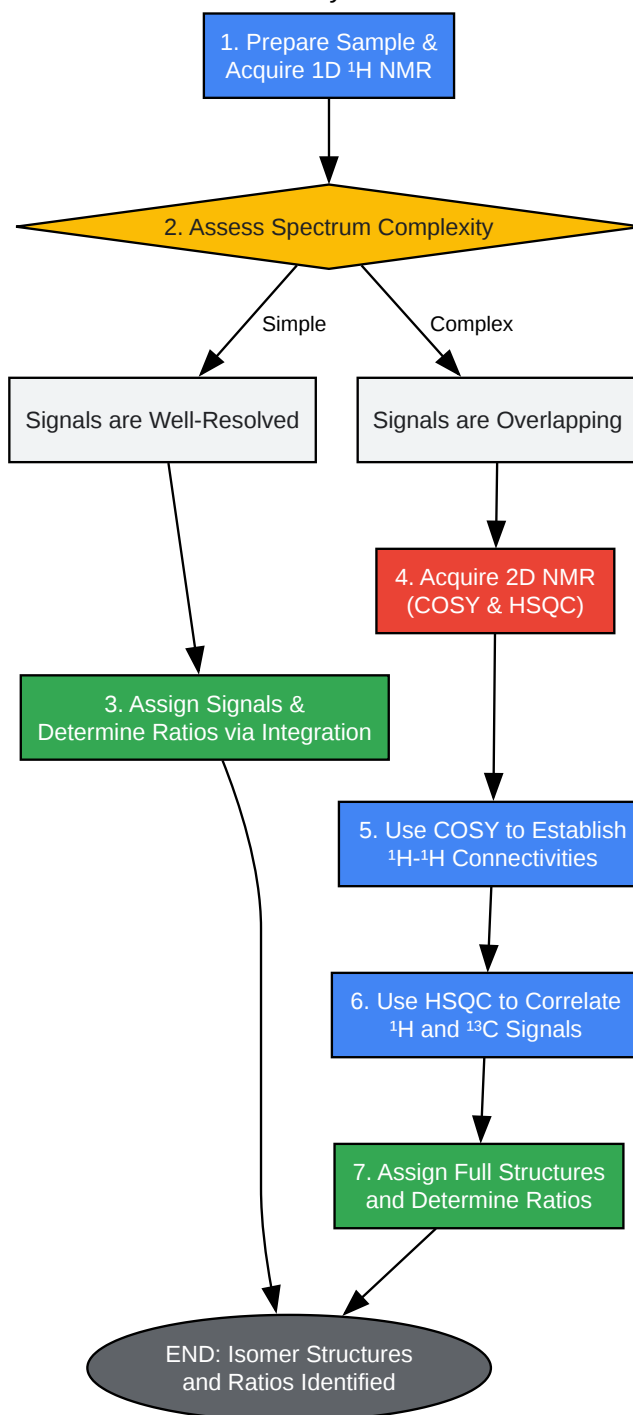 1. Prepare Sample &
Acquire 1D ¹H NMR
2. Assess Spectrum Complexity
Simple
Complex
Signals are Well-Resolved
Signals are Overlapping
4. Acquire 2D NMR
(COSY & HSQC)
3. Assign Signals &
Determine Ratios via Integration
5. Use COSY to Establish
¹H-¹H Connectivities
6. Use HSQC to Correlate
¹H and ¹³C Signals
7. Assign Full Structures
and Determine Ratios
END: Isomer Structures
and Ratios Identified